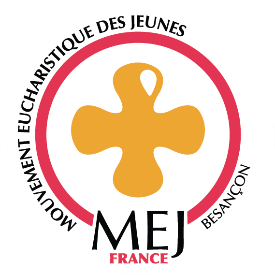 MOUVEMENT EUCHARISTIQUE DES JEUNES
BESANÇON
MEJ
FRANCE